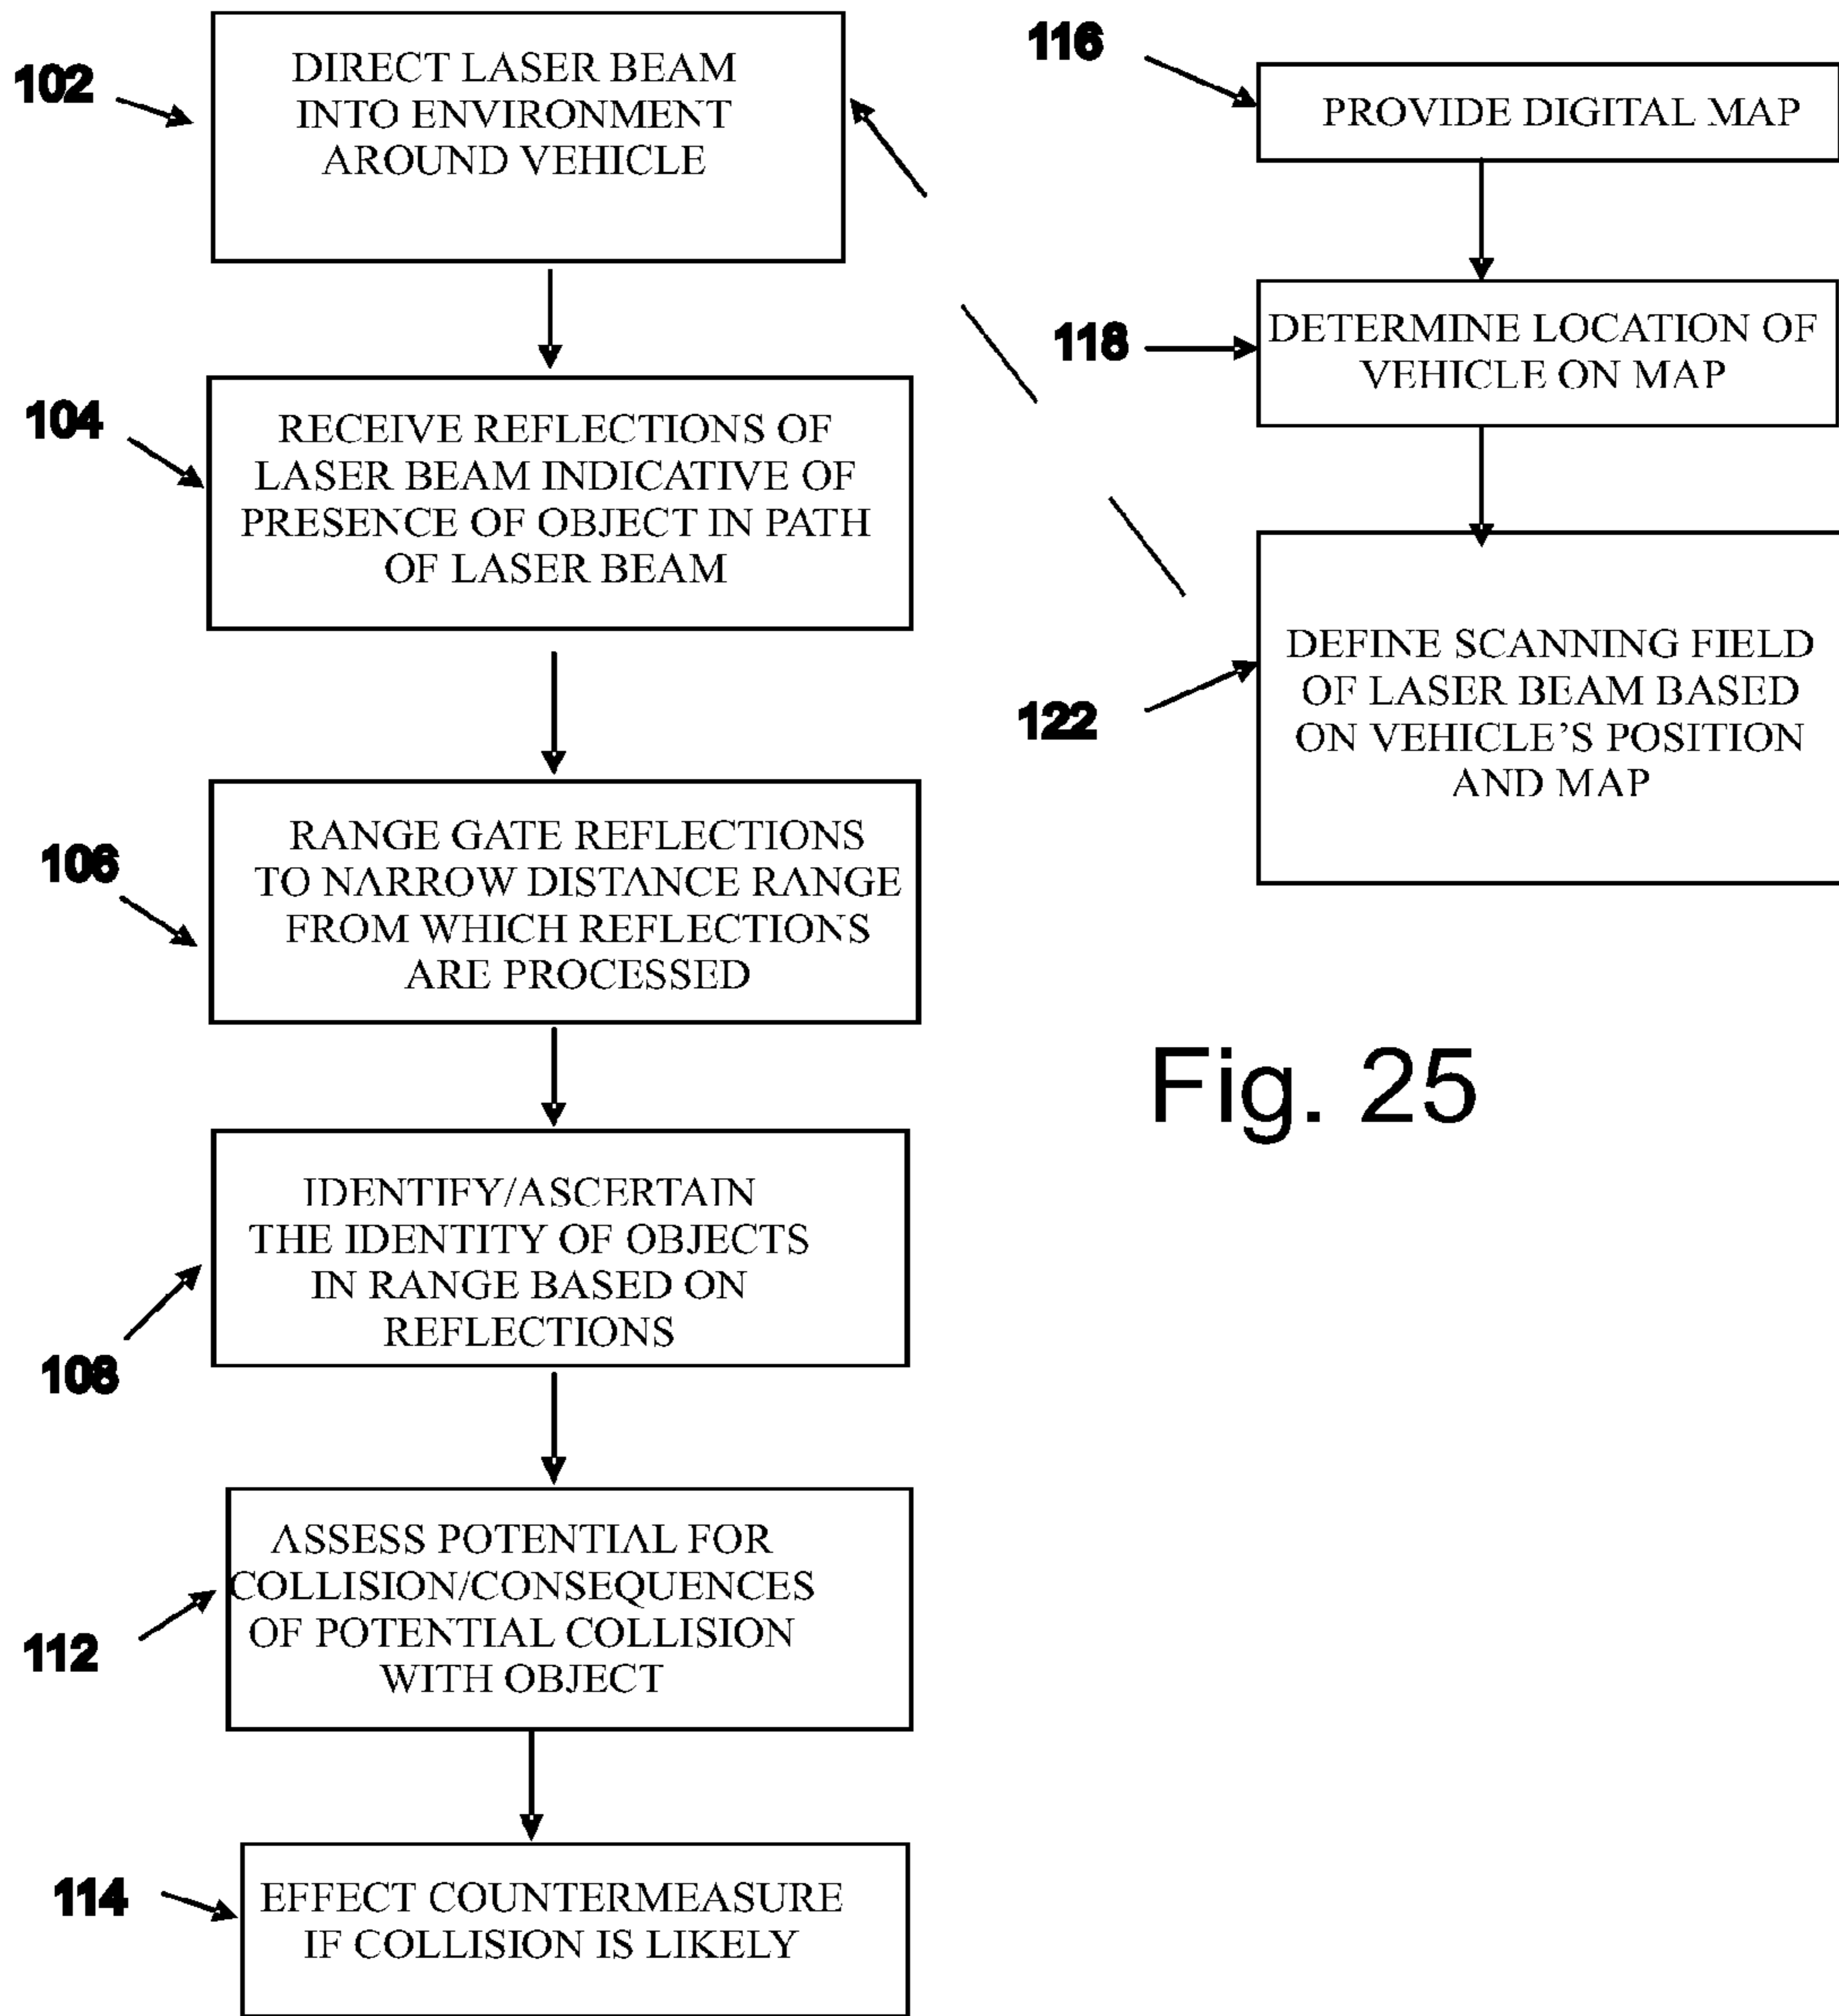 102
DIRECT LASER BEAM
INTO ENVIRONMENT
AROUND VEHICLE
104
RECEIVE REFLECTIONS OF
LASER BEAM INDICATIVE OF
PRESENCE OF OBJECT IN PATH
OF LASER BEAM
106
RANGE GATE REFLECTIONS
TO NARROW DISTANCE RANGE
FROM WHICH REFLECTIONS
ARE PROCESSED
108
IDENTIFY/ASCERTAIN
THE IDENTITY OF OBJECTS
IN RANGE BASED ON
REFLECTIONS
112
ASSESS POTENTIAL FOR
COLLISION/CONSEQUENCES
OF POTENTIAL COLLISION
WITH OBJECT
114
EFFECT COUNTERMEASURE
IF COLLISION IS LIKELY
116
PROVIDE DIGITAL MAP
118
DETERMINE LOCATION OF
VEHICLE ON MAP
122
DEFINE SCANNING FIELD
OF LASER BEAM BASED
ON VEHICLE'S POSITION
AND MAP
Fig. 25